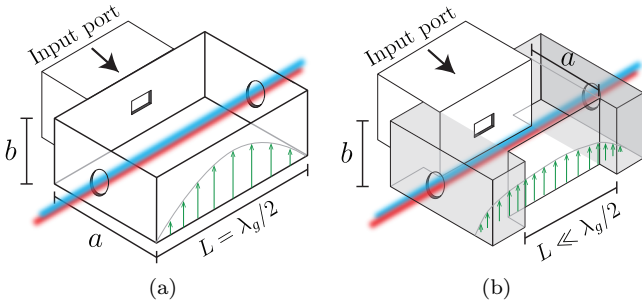 Input port
b
a
L = λg/2
(a)
Input port
a
b
L ≪ λg/2
(b)